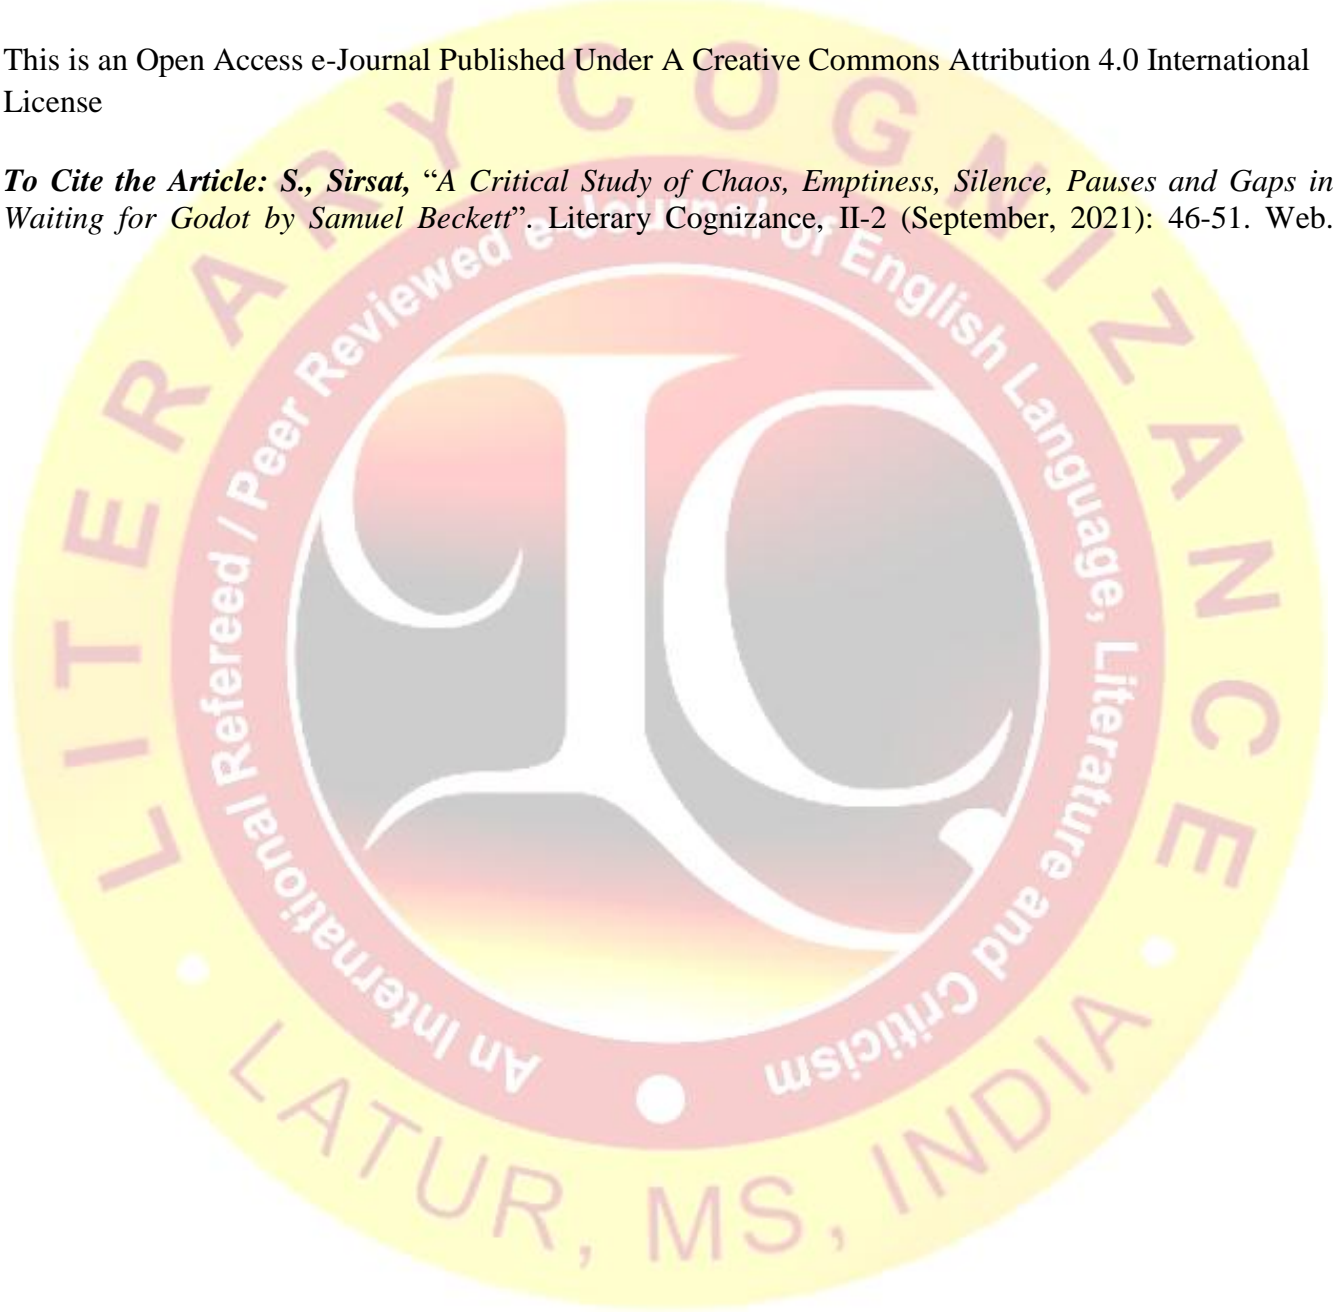 This is an Open Access e-Journal Published Under A Creative Commons Attribution 4.0 International
License
To Cite the Article: S., Sirsat, “A Critical Study of Chaos, Emptiness, Silence, Pauses and Gaps in
Waiting for Godot by Samuel Beckett”. Literary Cognizance, II-2 (September, 2021): 46-51. Web.
LITERARY COGNIZANCE
An International Refereed / Peer Reviewed e-Journal of English Language, Literature and Criticism
LATUR, MS, INDIA
LC